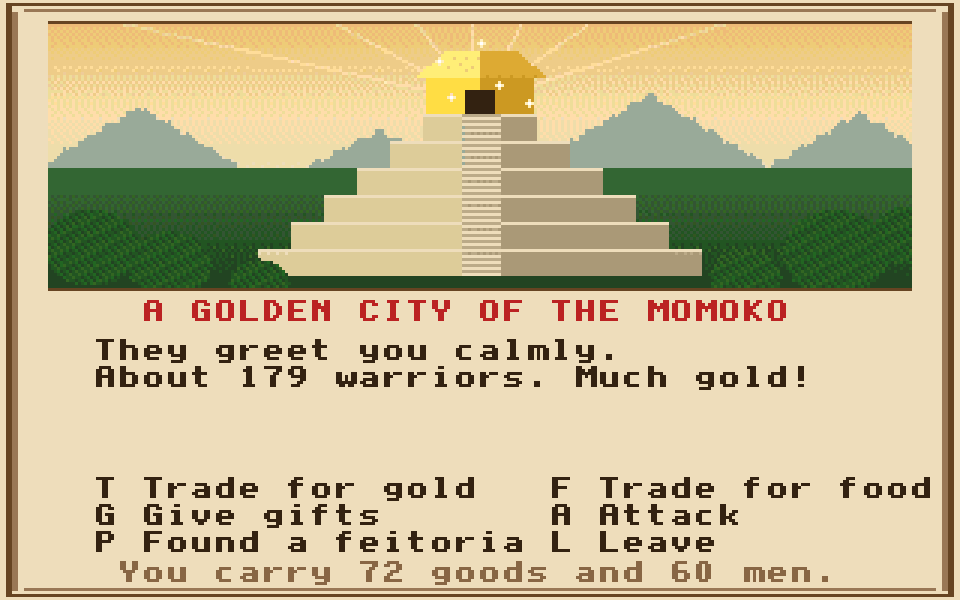 A GOLDEN CITY OF THE MOMOKO
They greet you calmly.
About 179 warriors. Much gold!
T Trade for gold F Trade for food
G Give gifts A Attack
P Found a feitoria L Leave
You carry 72 goods and 60 men.